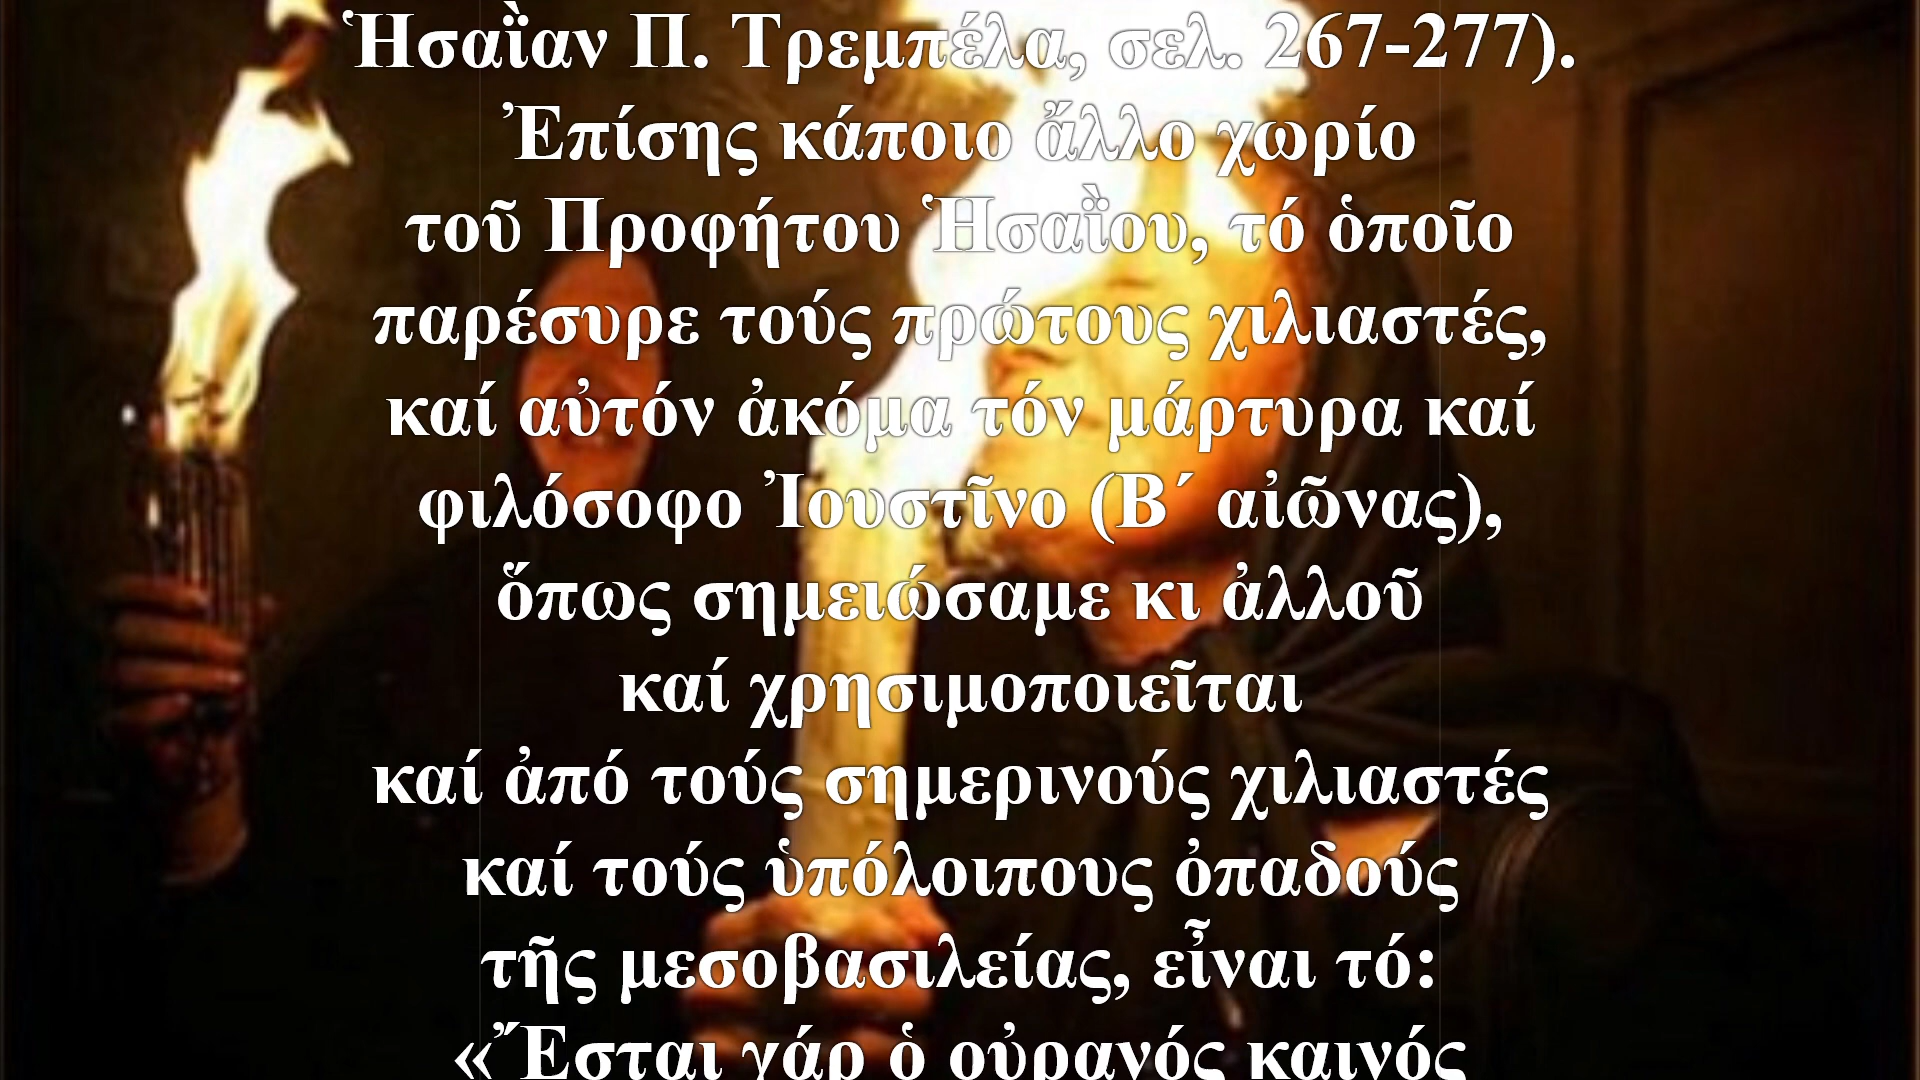 Ἡσαΐαν Π. Τρεμπέλα, σελ. 267-277).
Ἐπίσης κάποιο ἄλλο χωρίο
τοῦ Προφήτου Ἡσαΐου, τό ὁποῖο
παρέσυρε τούς πρώτους χιλιαστές,
καί αὐτόν ἀκόμα τόν μάρτυρα καί
φιλόσοφο Ἰουστῖνο (Β΄ αἰῶνας),
ὅπως σημειώσαμε κι ἀλλοῦ
καί χρησιμοποιεῖται
καί ἀπό τούς σημερινούς χιλιαστές
καί τούς ὑπόλοιπους ὀπαδούς
τῆς μεσοβασιλείας, εἶναι τό:
«Ἔσται γάρ ὁ οὐρανός καινός